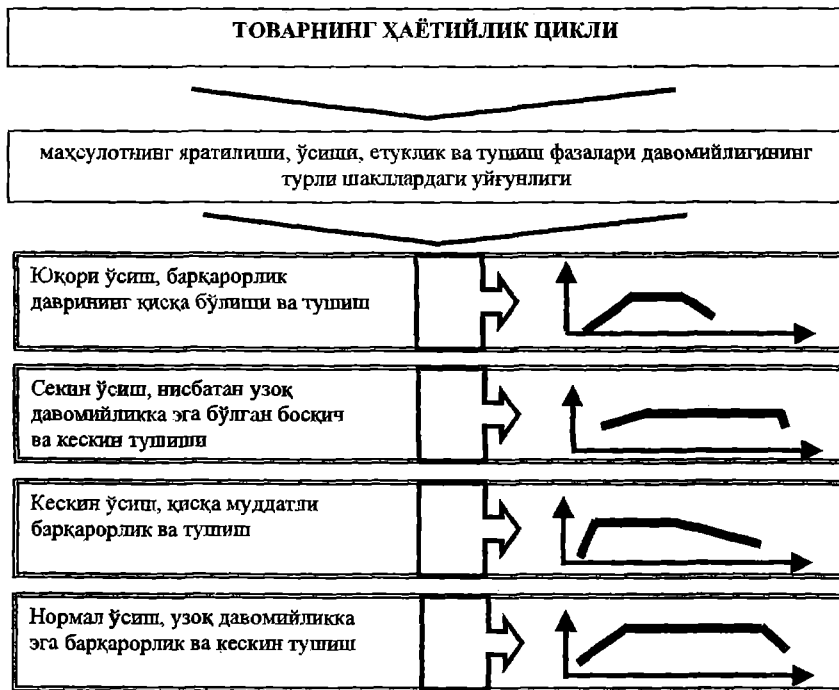 ТОВАРНИНГ ҲАЁТИЙЛИК ЦИКЛИ
маҳсулотнинг яратилиши, ўсиши, етуклик ва тушиш фазалари давомийлигининг
турли шакллардаги уйғунлиги
Юқори ўсиш, барқарорлик
даврининг қисқа бўлиши ва тушиш
Секин ўсиш, нисбатан узоқ
давомийликка эга бўлган босқич
ва кескин тушиши
Кескин ўсиш, қисқа муддатли
барқарорлик ва тушиш
Нормал ўсиш, узоқ давомийликка
эга барқарорлик ва кескин тушиш